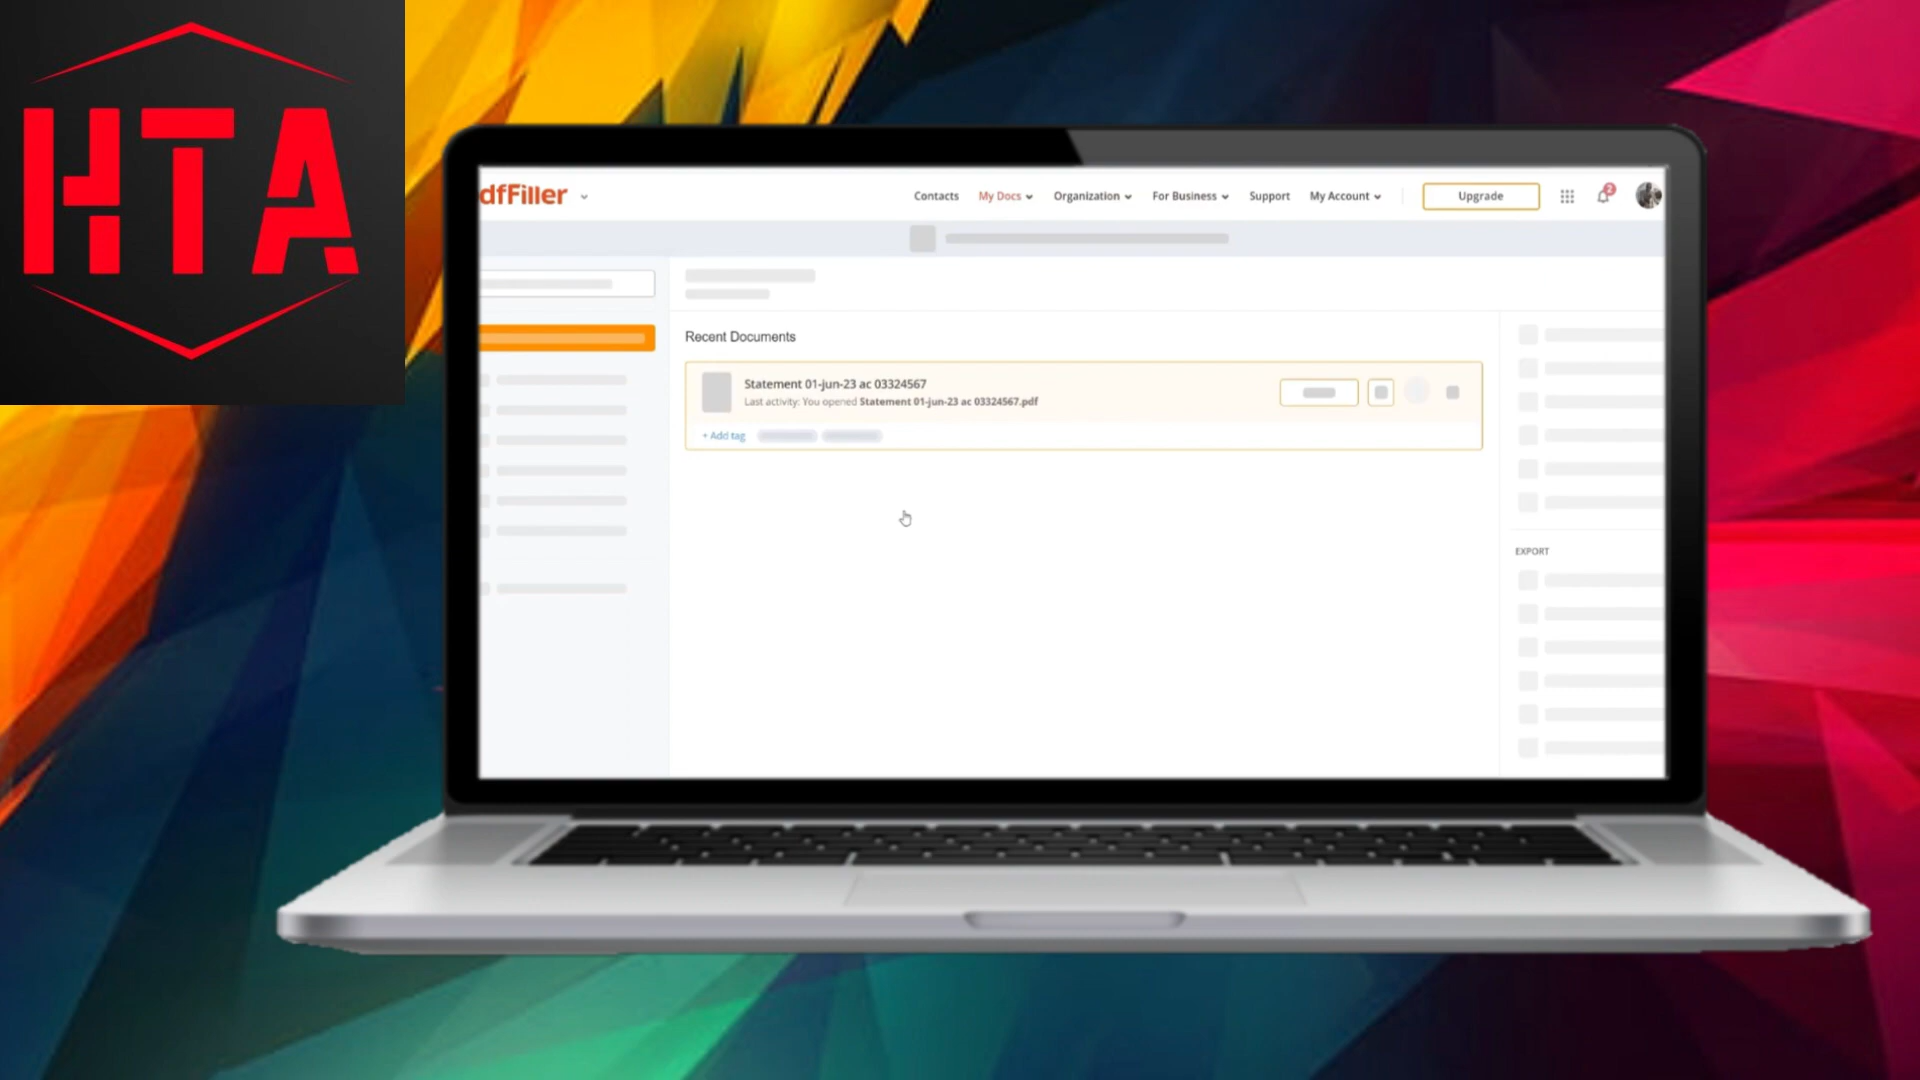 HTA
dfFiller
Contacts My Docs Organization For Business Support My Account Upgrade 2
Recent Documents
Statement 01-jun-23 ac 03324567
Last activity: You opened Statement 01-jun-23 ac 03324567.pdf
+ Add tag
EXPORT